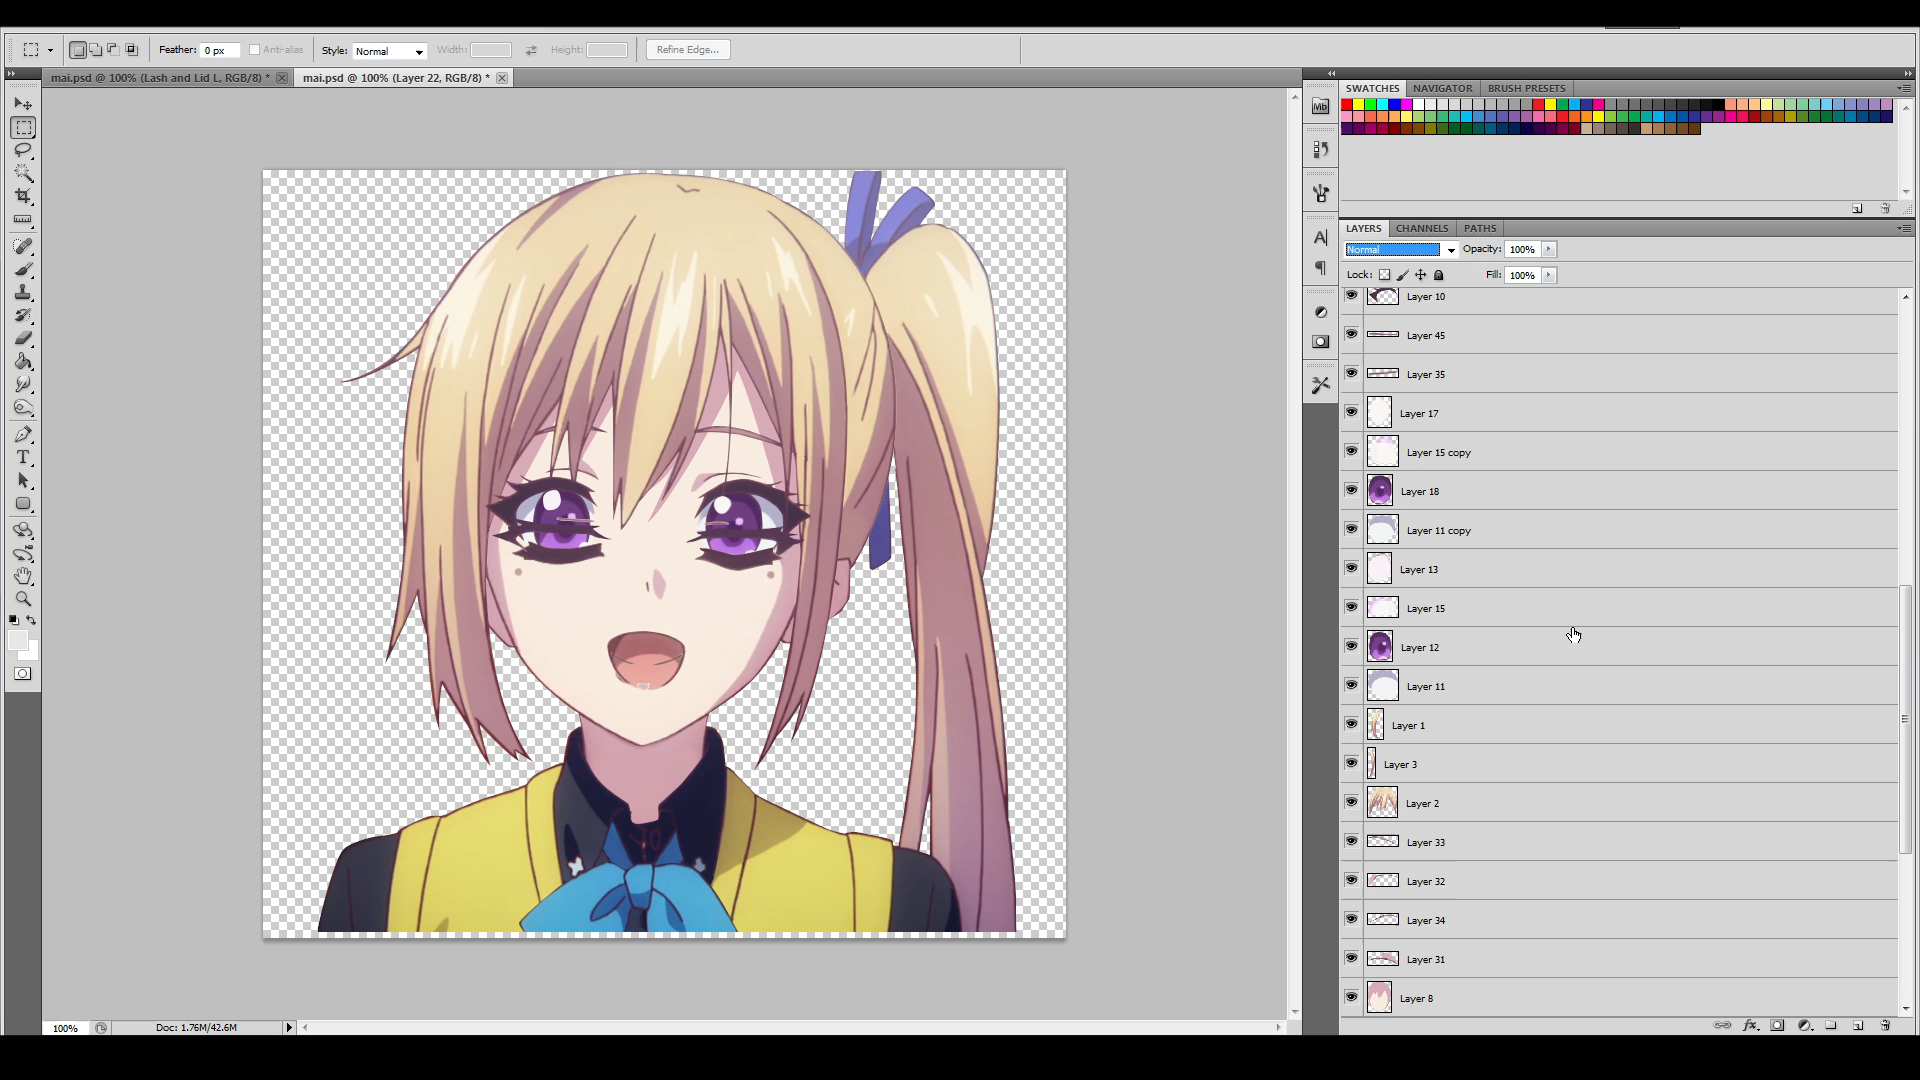 Feather: 0 px Anti-alias Style: Normal Width: Height: Refine Edge...
mai.psd @ 100% (Lash and Lid L, RGB/8) * mai.psd @ 100% (Layer 22, RGB/8) *
SWATCHES NAVIGATOR BRUSH PRESETS
Mb
LAYERS CHANNELS PATHS
Normal Opacity: 100%
Lock: Fill: 100%
Layer 10
Layer 45
Layer 35
Layer 17
Layer 15 copy
Layer 18
Layer 11 copy
Layer 13
Layer 15
Layer 12
Layer 11
Layer 1
Layer 3
Layer 2
Layer 33
Layer 32
Layer 34
Layer 31
Layer 8
100% Doc: 1.76M/42.6M